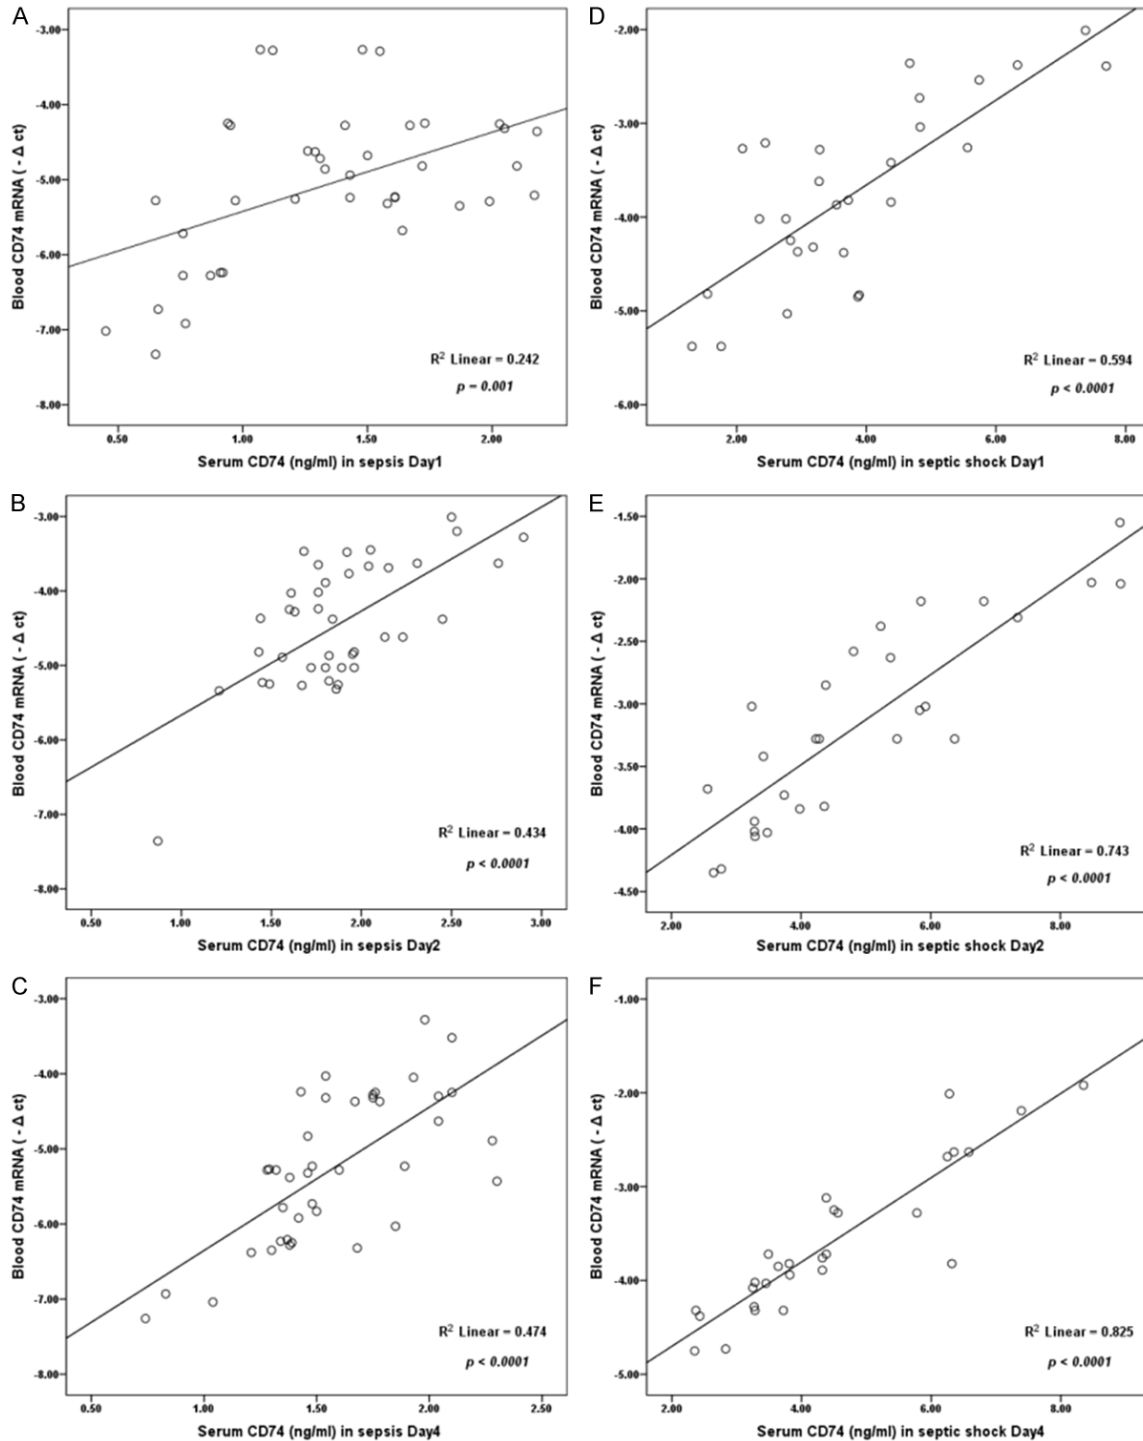 A
Blood CD74 mRNA ( - Δ ct)
-3.00
-4.00
-5.00
-6.00
-7.00
-8.00
R² Linear = 0.242
p = 0.001
0.50 1.00 1.50 2.00
Serum CD74 (ng/ml) in sepsis Day1
D
Blood CD74 mRNA ( - Δ ct)
-2.00
-3.00
-4.00
-5.00
-6.00
R² Linear = 0.594
p < 0.0001
2.00 4.00 6.00 8.00
Serum CD74 (ng/ml) in septic shock Day1
B
Blood CD74 mRNA ( - Δ ct)
-3.00
-4.00
-5.00
-6.00
-7.00
-8.00
R² Linear = 0.434
p < 0.0001
0.50 1.00 1.50 2.00 2.50 3.00
Serum CD74 (ng/ml) in sepsis Day2
E
Blood CD74 mRNA ( - Δ ct)
-1.50
-2.00
-2.50
-3.00
-3.50
-4.00
-4.50
R² Linear = 0.743
p < 0.0001
2.00 4.00 6.00 8.00
Serum CD74 (ng/ml) in septic shock Day2
C
Blood CD74 mRNA ( - Δ ct)
-3.00
-4.00
-5.00
-6.00
-7.00
-8.00
R² Linear = 0.474
p < 0.0001
0.50 1.00 1.50 2.00 2.50
Serum CD74 (ng/ml) in sepsis Day4
F
Blood CD74 mRNA ( - Δ ct)
-1.00
-2.00
-3.00
-4.00
-5.00
R² Linear = 0.825
p < 0.0001
2.00 4.00 6.00 8.00
Serum CD74 (ng/ml) in septic shock Day4